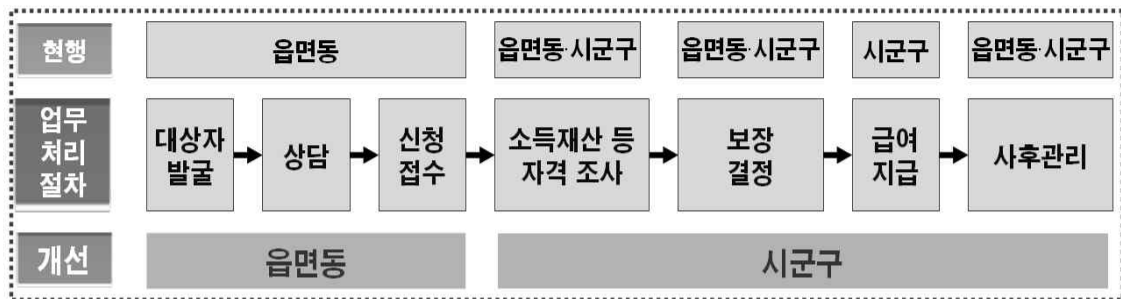 현행
읍면동
읍면동·시군구
읍면동·시군구
시군구
읍면동·시군구
업무
처리
절차
대상자
발굴
상담
신청
접수
소득재산 등
자격 조사
보장
결정
급여
지급
사후관리
개선
읍면동
시군구